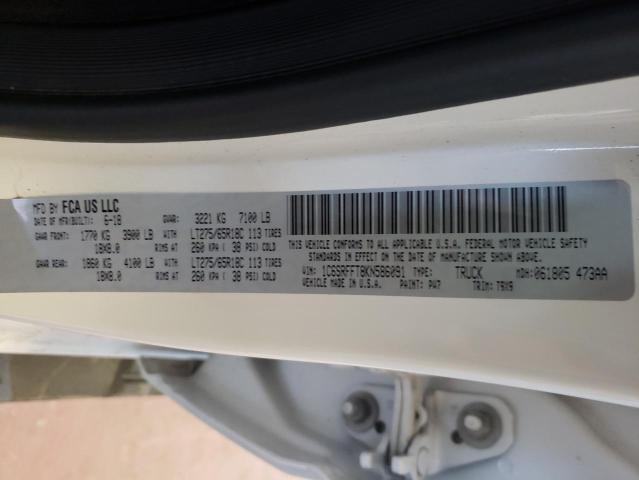 MFD BY FCA US LLC
DATE OF MFR(BUILT): 6-18 GVWR: 3221 KG 7100 LB
GAWR FRONT: 1770 KG 3900 LB WITH LT275/65R18C 113 TIRES
18X8.0 RIMS AT 260 KPA ( 38 PSI) COLD
GAWR REAR: 1860 KG 4100 LB WITH LT275/65R18C 113 TIRES
18X8.0 RIMS AT 260 KPA ( 38 PSI) COLD
THIS VEHICLE CONFORMS TO ALL APPLICABLE U.S.A. FEDERAL MOTOR VEHICLE SAFETY
STANDARDS IN EFFECT ON THE DATE OF MANUFACTURE SHOWN ABOVE.
VIN: 1C6SRFFT8KN586091 TYPE: TRUCK MDH: 061805 473AA
VEHICLE MADE IN U.S.A. PAINT: PW7 TRIM: T9X9